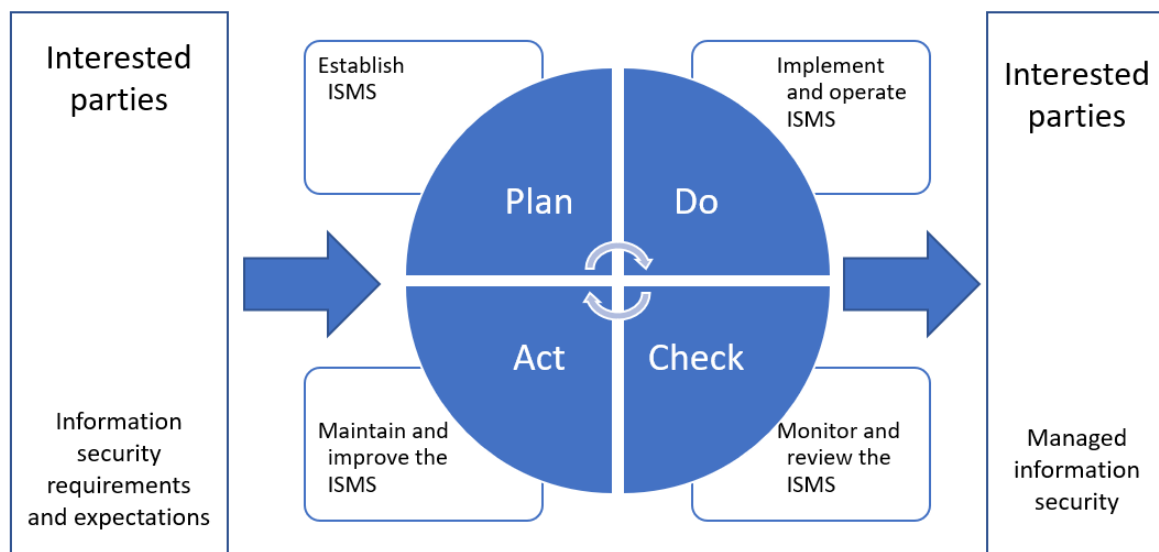 Interested
parties
Information
security
requirements
and expectations
Establish
ISMS
Implement
and operate
ISMS
Plan
Do
Act
Check
Maintain and
improve the
ISMS
Monitor and
review the
ISMS
Interested
parties
Managed
information
security